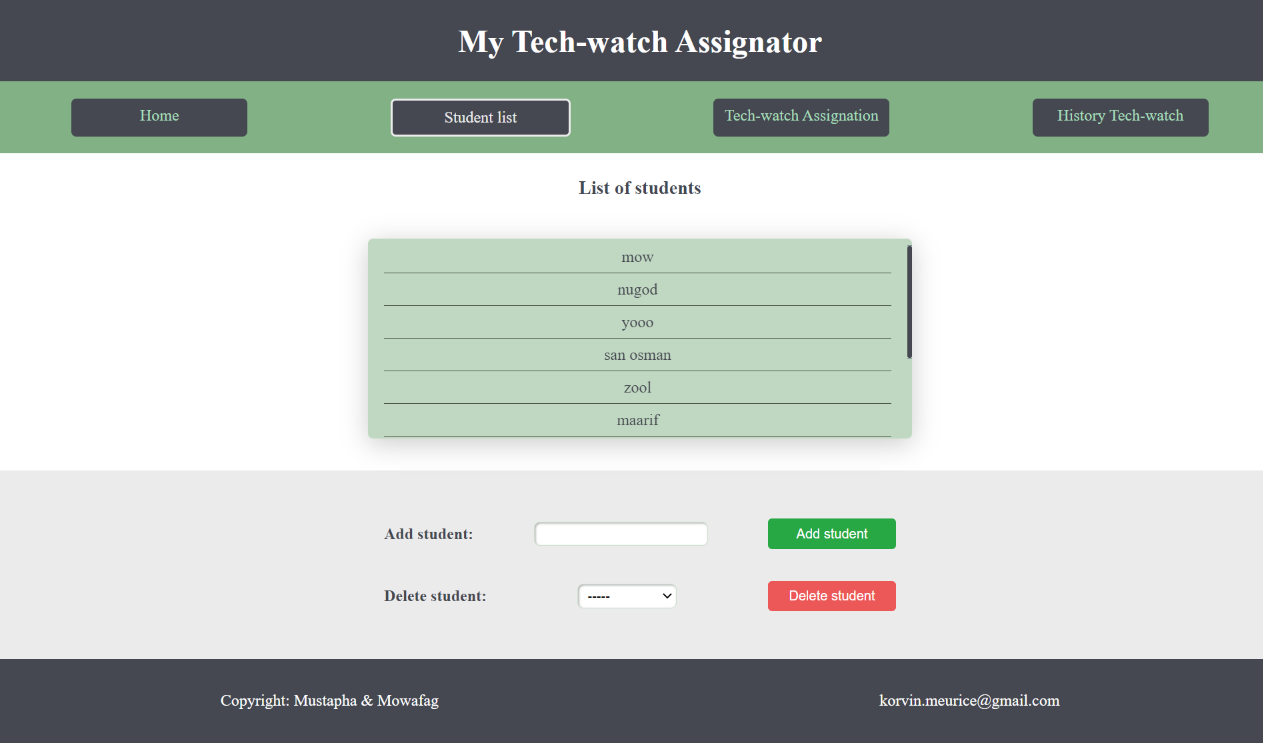 My Tech-watch Assignator
Home
Student list
Tech-watch Assignation
History Tech-watch
List of students
mow
nugod
yooo
san osman
zool
maarif
Add student:
Add student
Delete student:
-----
Delete student
Copyright: Mustapha & Mowafag
korvin.meurice@gmail.com